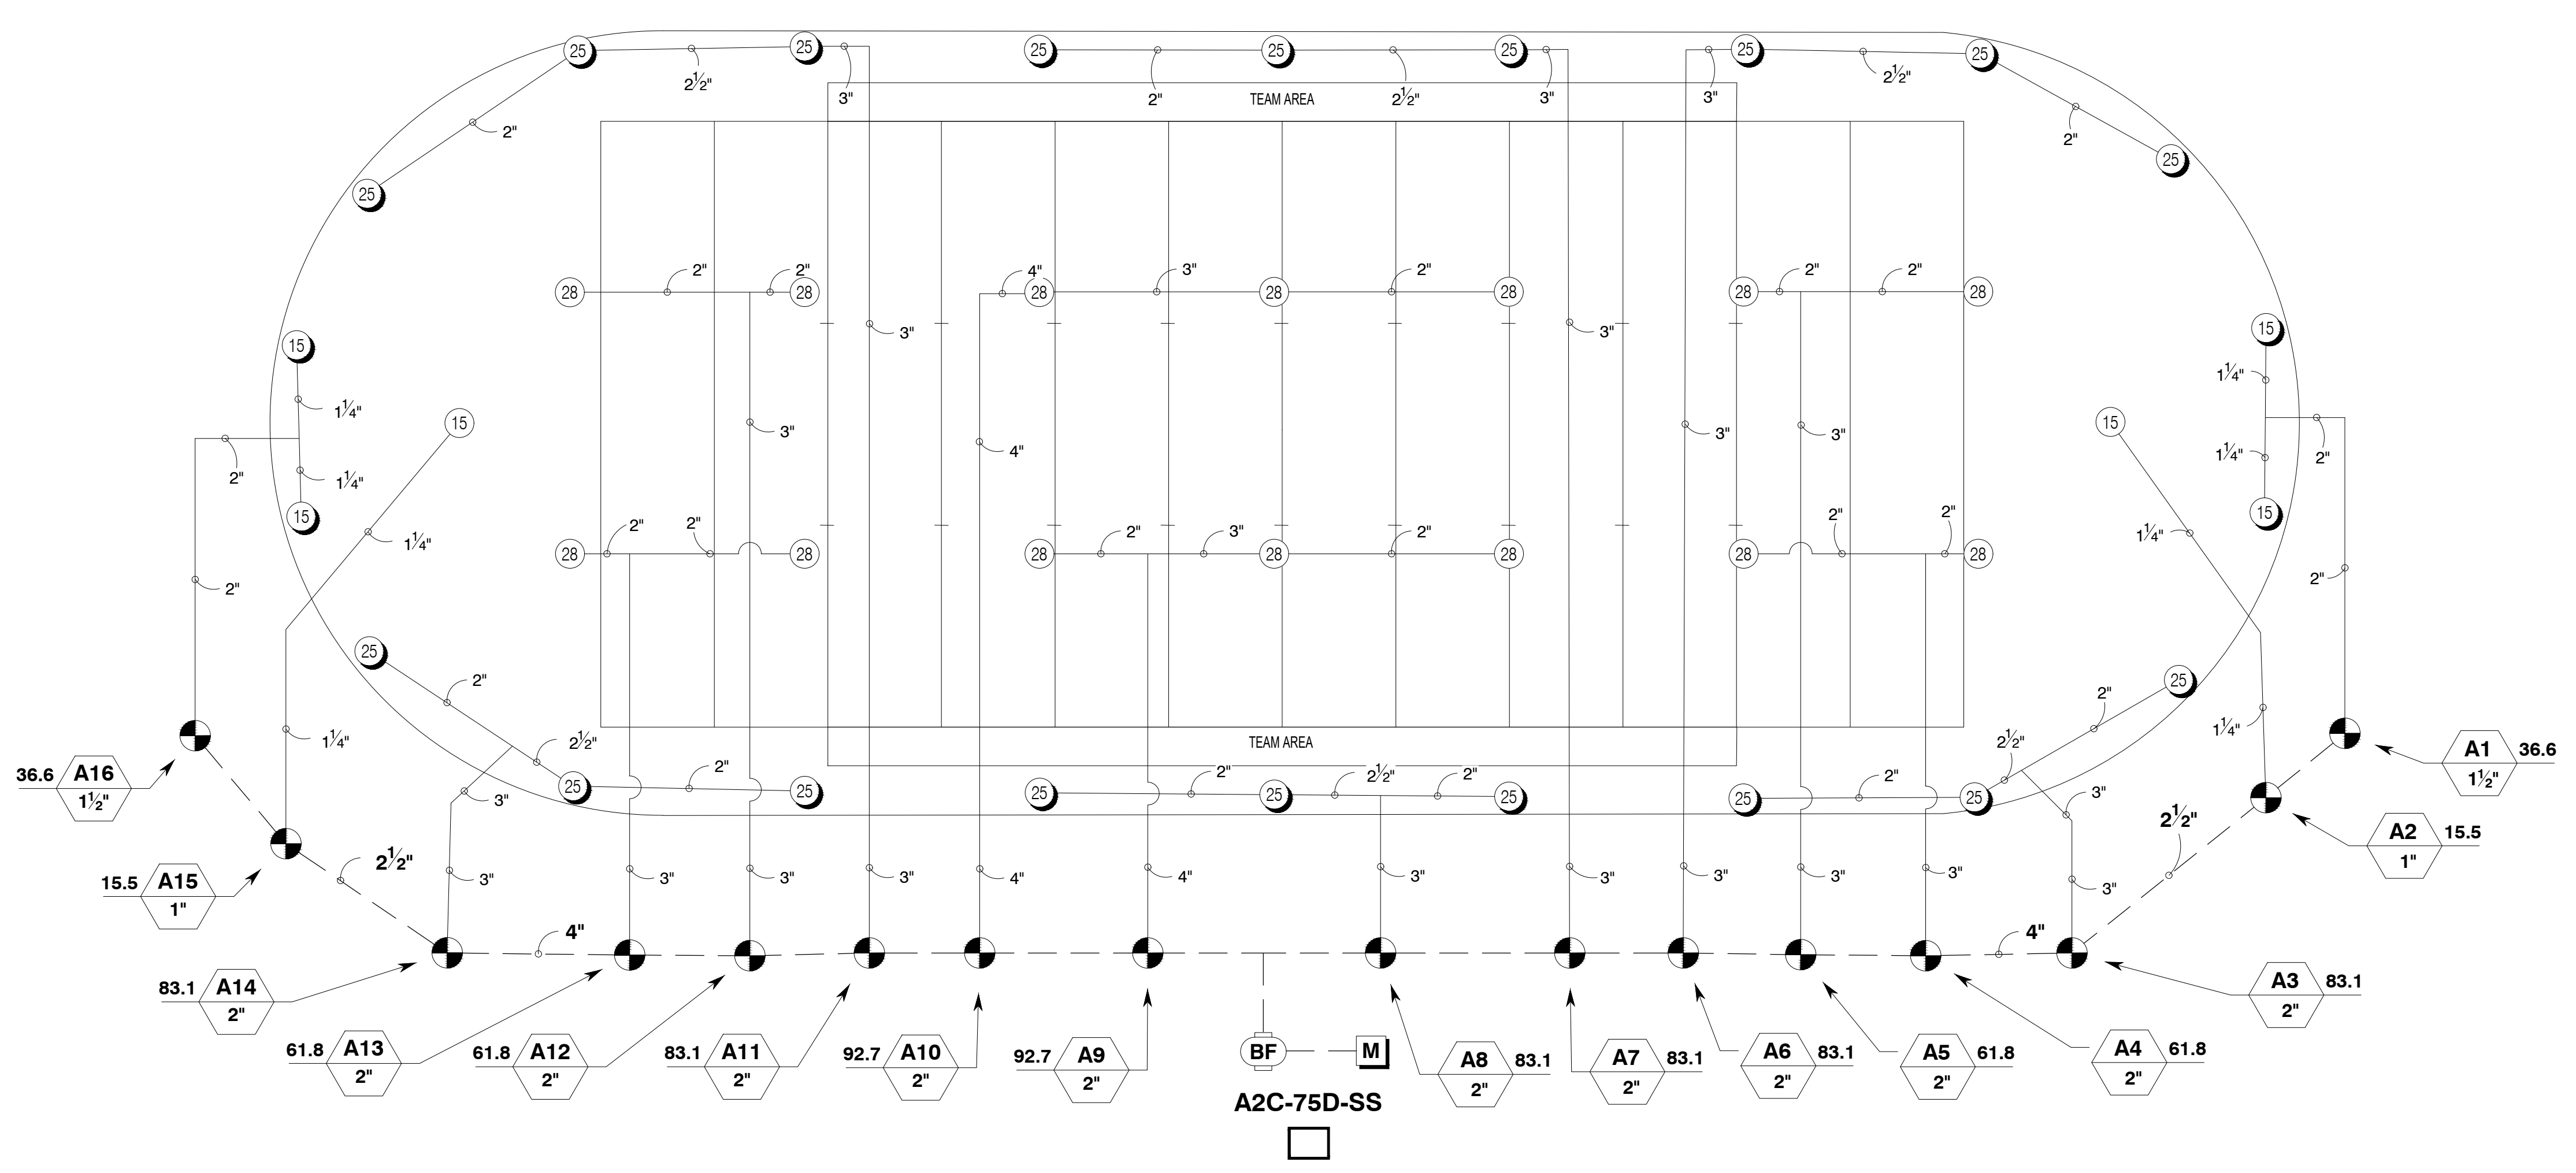 25 25 25 25 25 25 25
2½" 3" 2" 2½" 3" 3" 2½"
TEAM AREA
2" 2"
25 25
2" 2" 4" 3" 2" 2" 2"
28 28 28 28 28 28 28
3" 3"
15 15
1¼" 1¼"
15 15
3" 4" 3" 3"
2" 1¼" 1¼" 2"
15 15
2" 2" 2" 3" 2" 2" 2"
1¼" 1¼"
28 28 28 28 28 28 28
2" 2"
25 25
2" 2"
1¼" 2½" TEAM AREA 2½" 1¼"
2" 2" 2½" 2" 2"
25 25 25 25 25 25 25
3" 3"
36.6 A16 1½"
A1 36.6 1½"
2½" 2½"
A2 15.5 1"
15.5 A15 1"
3" 3" 3" 3" 4" 4" 3" 3" 3" 3" 3" 3"
4" 4"
83.1 A14 2"
A3 83.1 2"
61.8 A13 2"
61.8 A12 2"
83.1 A11 2"
92.7 A10 2"
92.7 A9 2"
BF M
A8 83.1 2"
A7 83.1 2"
A6 83.1 2"
A5 61.8 2"
A4 61.8 2"
A2C-75D-SS